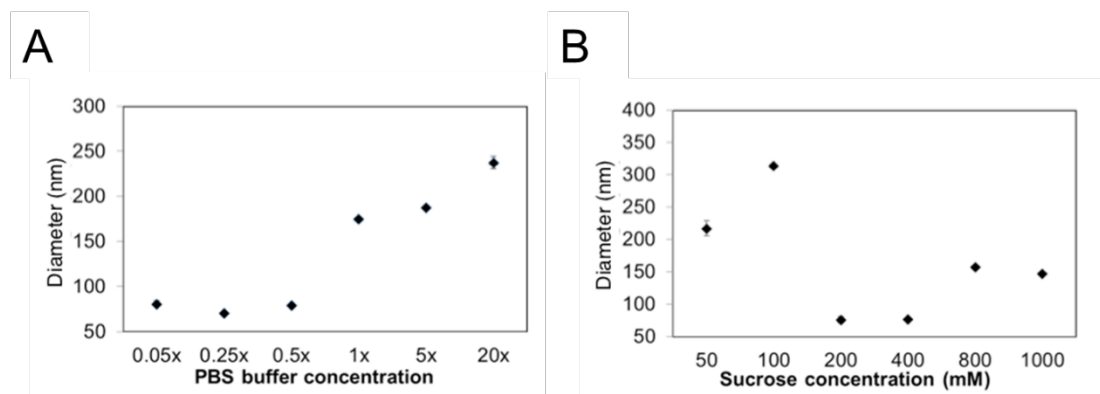 A
300
250
200
150
100
50
Diameter (nm)
0.05x 0.25x 0.5x 1x 5x 20x
PBS buffer concentration
B
400
350
300
250
200
150
100
50
Diameter (nm)
50 100 200 400 800 1000
Sucrose concentration (mM)